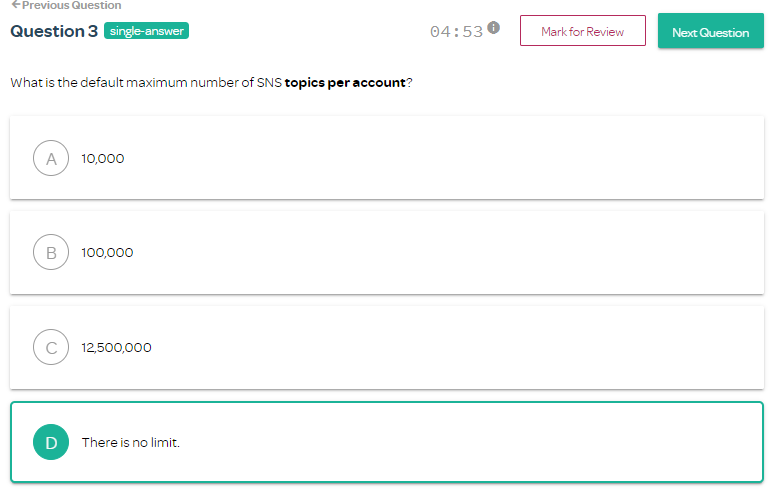 ←Previous Question
Question 3 single-answer 04:53 i Mark for Review Next Question
What is the default maximum number of SNS topics per account?
A 10,000
B 100,000
C 12,500,000
D There is no limit.